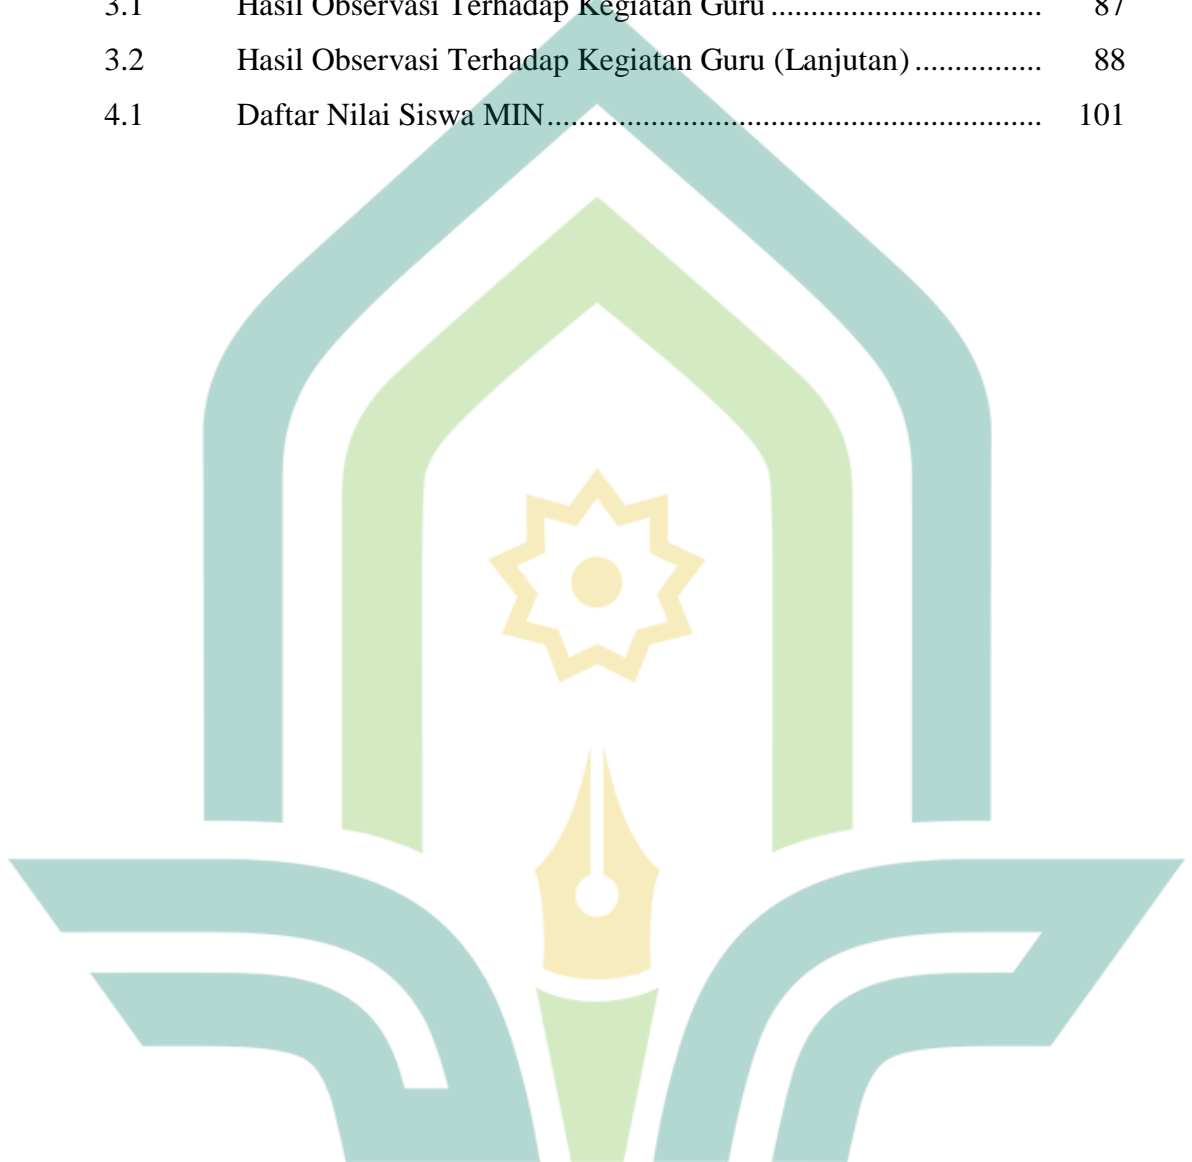 3.1 Hasil Observasi Terhadap Kegiatan Guru .................................. 87
3.2 Hasil Observasi Terhadap Kegiatan Guru (Lanjutan) ................ 88
4.1 Daftar Nilai Siswa MIN.............................................................. 101